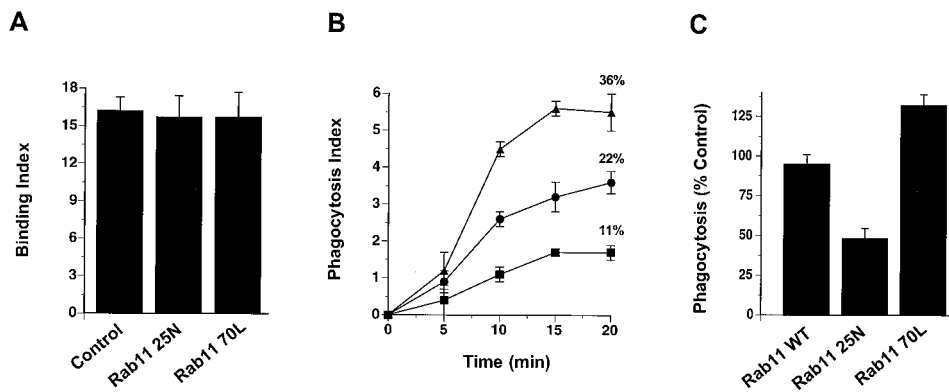 A
Binding Index
18
15
12
9
6
3
0
Control
Rab11 25N
Rab11 70L
B
Phagocytosis Index
6
5
4
3
2
1
0
0
5
10
15
20
Time (min)
36%
22%
11%
C
Phagocytosis (% Control)
125
100
75
50
25
0
Rab11 WT
Rab11 25N
Rab11 70L